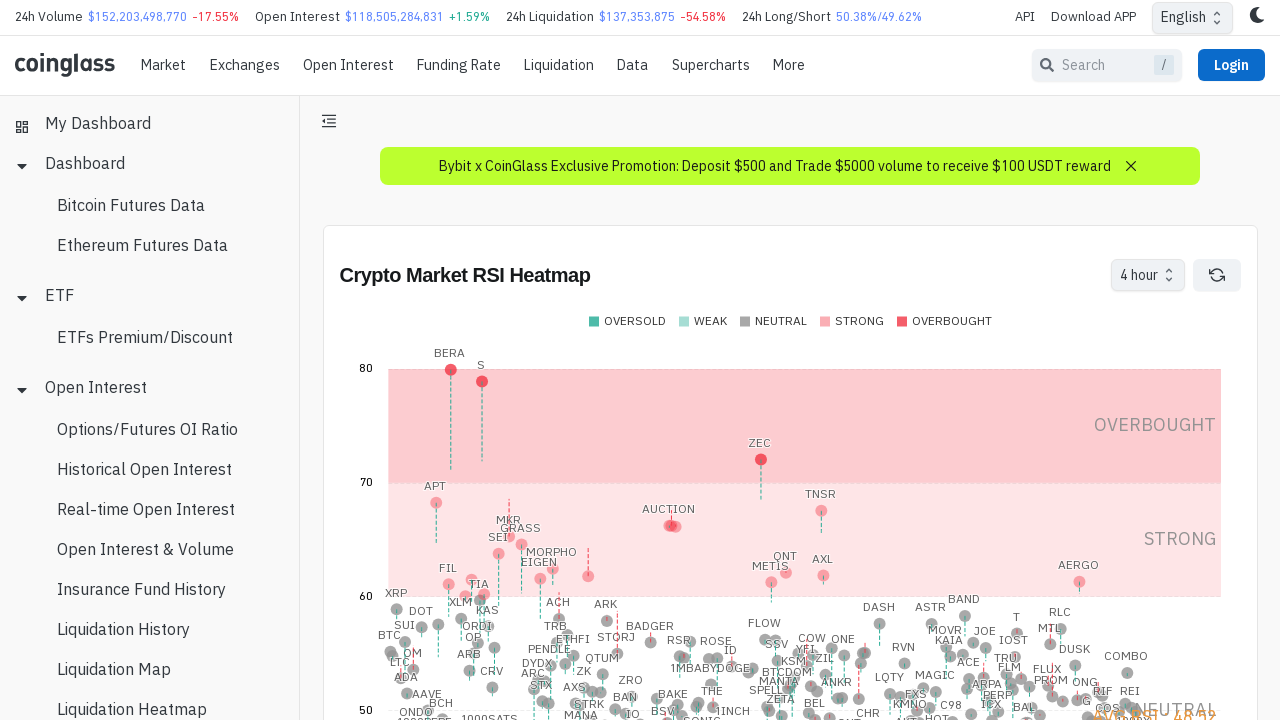 24h Volume $152,203,498,770 -17.55% Open Interest $118,505,284,831 +1.59% 24h Liquidation $137,353,875 -54.58% 24h Long/Short 50.38%/49.62% API Download APP English
coinglass Market Exchanges Open Interest Funding Rate Liquidation Data Supercharts More Search / Login
My Dashboard
Dashboard
Bitcoin Futures Data
Ethereum Futures Data
ETF
ETFs Premium/Discount
Open Interest
Options/Futures OI Ratio
Historical Open Interest
Real-time Open Interest
Open Interest & Volume
Insurance Fund History
Liquidation History
Liquidation Map
Liquidation Heatmap
Bybit x CoinGlass Exclusive Promotion: Deposit $500 and Trade $5000 volume to receive $100 USDT reward
Crypto Market RSI Heatmap
4 hour
OVERSOLD WEAK NEUTRAL STRONG OVERBOUGHT
BERA
S
80
OVERBOUGHT
ZEC
70
APT
TNSR
AUCTION
MKR
GRASS
SEI
STRONG
MORPHO
EIGEN
ONT
METIS
AXL
AERGO
FIL
TIA
60
XRP
XLM
KAS
ACH
ARK
DASH
ASTR
BAND
DOT
T
RLC
SUI
ORDI
TRB
BADGER
FLOW
MOVR
JOE
MTL
BTC
OP
ETHFI
STORJ
RSR
ROSE
SSV
COW
ONE
KAIA
IOST
OM
ARB
PENDLE
QTUM
ID
YFI
RVN
TRU
DUSK
LTC
DYDX
1MBABYDOGE
KSM
ZIL
ACE
FLM
FLUX
COMBO
ADA
CRV
ARC
ZK
ZRO
BTCDOM
MANTA
ANKR
LQTY
MAGIC
ARPA
PROM
ONG
AAVE
STX
AXS
BAN
BAKE
THE
SPELL
ZETA
BEL
FXS
PERP
RIF
REI
BCH
STRK
KMNO
C98
ICX
BAL
G
COS
NEUTRAL
50
ONDO
1000SATS
MANA
IO
BSV
1INCH
CHR
HOT